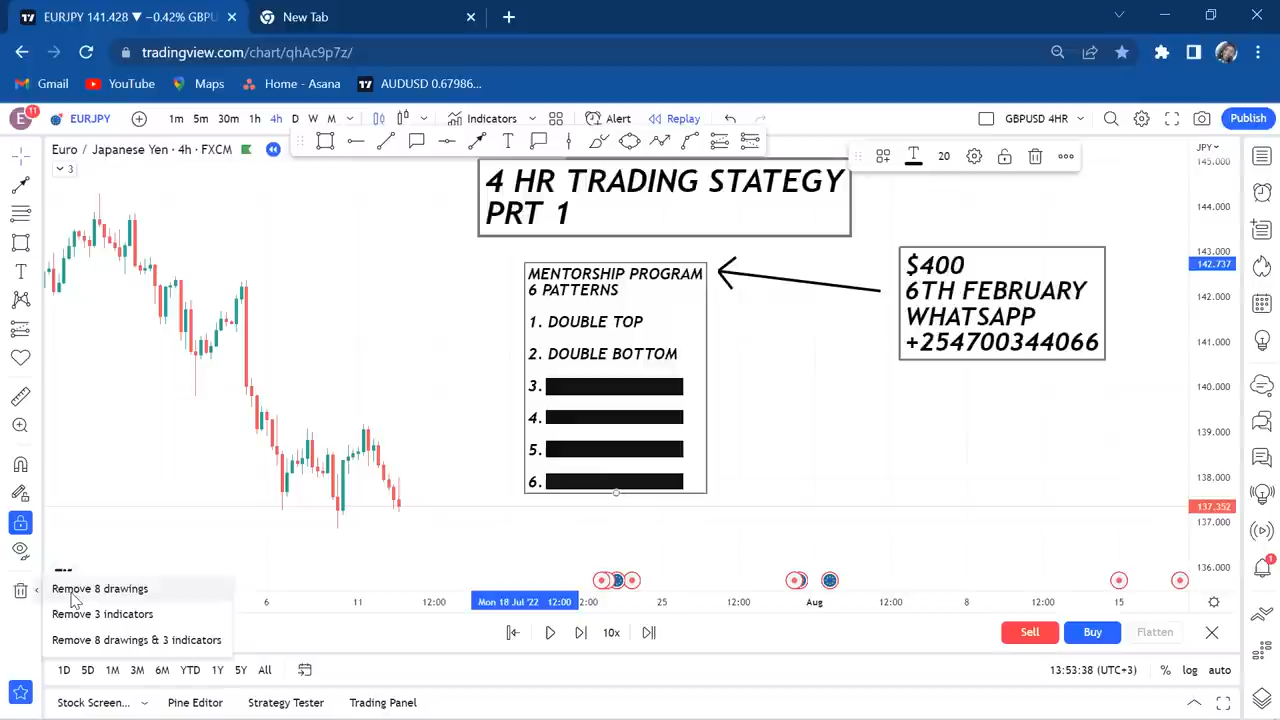 EURJPY 141.428 ▼ −0.42% GBPU
New Tab
tradingview.com/chart/qhAc9p7z/
Gmail
YouTube
Maps
Home - Asana
AUDUSD 0.67986...
E
11
EURJPY
1m 5m 30m 1h 4h D W M
Indicators
Alert
Replay
GBPUSD 4HR
Publish
Euro / Japanese Yen · 4h · FXCM
3
20
JPY
4 HR TRADING STATEGY
PRT 1
MENTORSHIP PROGRAM
6 PATTERNS
1. DOUBLE TOP
2. DOUBLE BOTTOM
3.
4.
5.
6.
$400
6TH FEBRUARY
WHATSAPP
+254700344066
145.000
144.000
143.000
142.737
142.000
141.000
140.000
139.000
138.000
137.352
137.000
136.000
1
Remove 8 drawings
Remove 3 indicators
Remove 8 drawings & 3 indicators
6 11 12:00 Mon 18 Jul '22 12:00 2:00 25 12:00 Aug 12:00 8 12:00 15
10x
Sell
Buy
Flatten
1D 5D 1M 3M 6M YTD 1Y 5Y All
13:53:38 (UTC+3)
% log auto
Stock Screen...
Pine Editor
Strategy Tester
Trading Panel